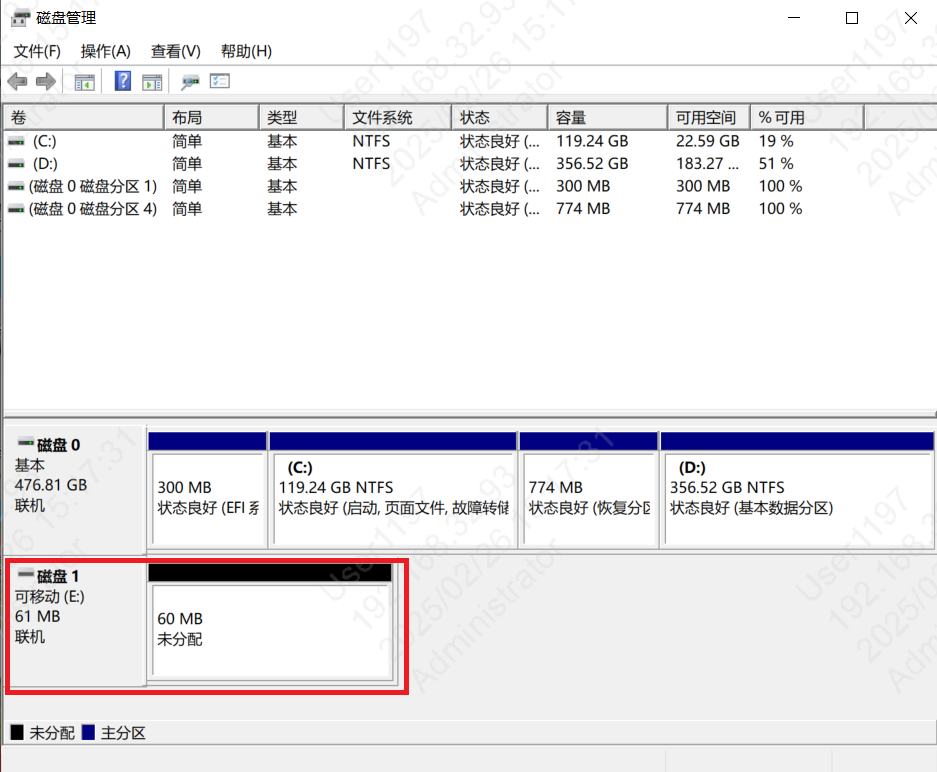 磁盘管理
文件(F) 操作(A) 查看(V) 帮助(H)
卷 布局 类型 文件系统 状态 容量 可用空间 % 可用
(C:) 简单 基本 NTFS 状态良好 (... 119.24 GB 22.59 GB 19 %
(D:) 简单 基本 NTFS 状态良好 (... 356.52 GB 183.27 ... 51 %
(磁盘 0 磁盘分区 1) 简单 基本 状态良好 (... 300 MB 300 MB 100 %
(磁盘 0 磁盘分区 4) 简单 基本 状态良好 (... 774 MB 774 MB 100 %
磁盘 0
基本
476.81 GB
联机
300 MB
状态良好 (EFI 系
(C:)
119.24 GB NTFS
状态良好 (启动, 页面文件, 故障转储
774 MB
状态良好 (恢复分区
(D:)
356.52 GB NTFS
状态良好 (基本数据分区)
磁盘 1
可移动 (E:)
61 MB
联机
60 MB
未分配
未分配 主分区
User1197
192.168.32.93
2025/02/26 15:17:31
Administrator